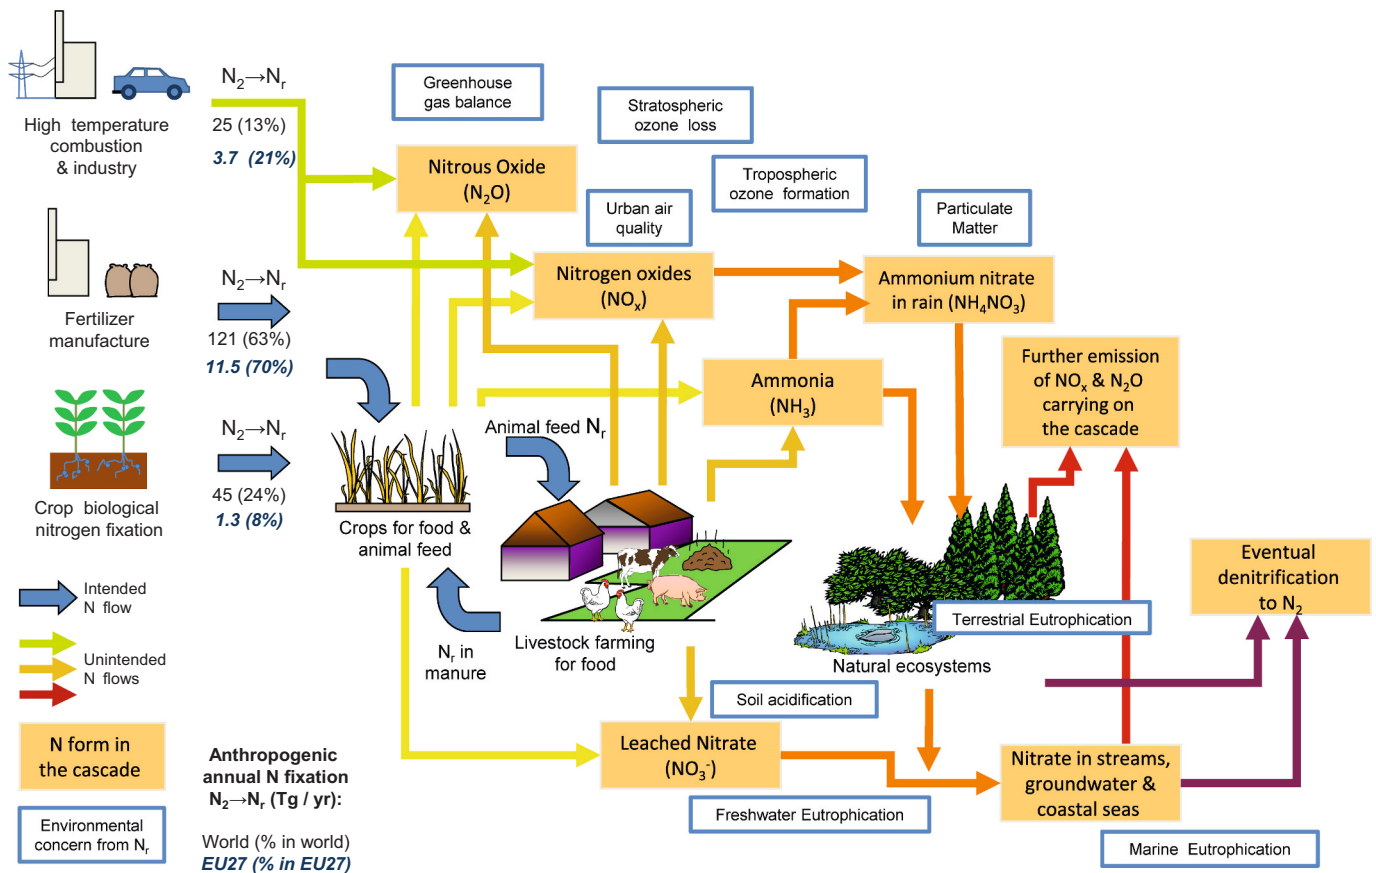 High temperature
combustion
& industry
N₂→Nᵣ
25 (13%)
3.7 (21%)
Fertilizer
manufacture
N₂→Nᵣ
121 (63%)
11.5 (70%)
Crop biological
nitrogen fixation
N₂→Nᵣ
45 (24%)
1.3 (8%)
Greenhouse
gas balance
Stratospheric
ozone loss
Tropospheric
ozone formation
Urban air
quality
Particulate
Matter
Nitrous Oxide
(N₂O)
Nitrogen oxides
(NOₓ)
Ammonium nitrate
in rain (NH₄NO₃)
Ammonia
(NH₃)
Further emission
of NOₓ & N₂O
carrying on
the cascade
Animal feed Nᵣ
Crops for food &
animal feed
Nᵣ in
manure
Livestock farming
for food
Terrestrial Eutrophication
Natural ecosystems
Eventual
denitrification
to N₂
Soil acidification
Leached Nitrate
(NO₃⁻)
Nitrate in streams,
groundwater &
coastal seas
Freshwater Eutrophication
Marine Eutrophication
Intended
N flow
Unintended
N flows
N form in
the cascade
Environmental
concern from Nᵣ
Anthropogenic
annual N fixation
N₂→Nᵣ (Tg / yr):
World (% in world)
EU27 (% in EU27)